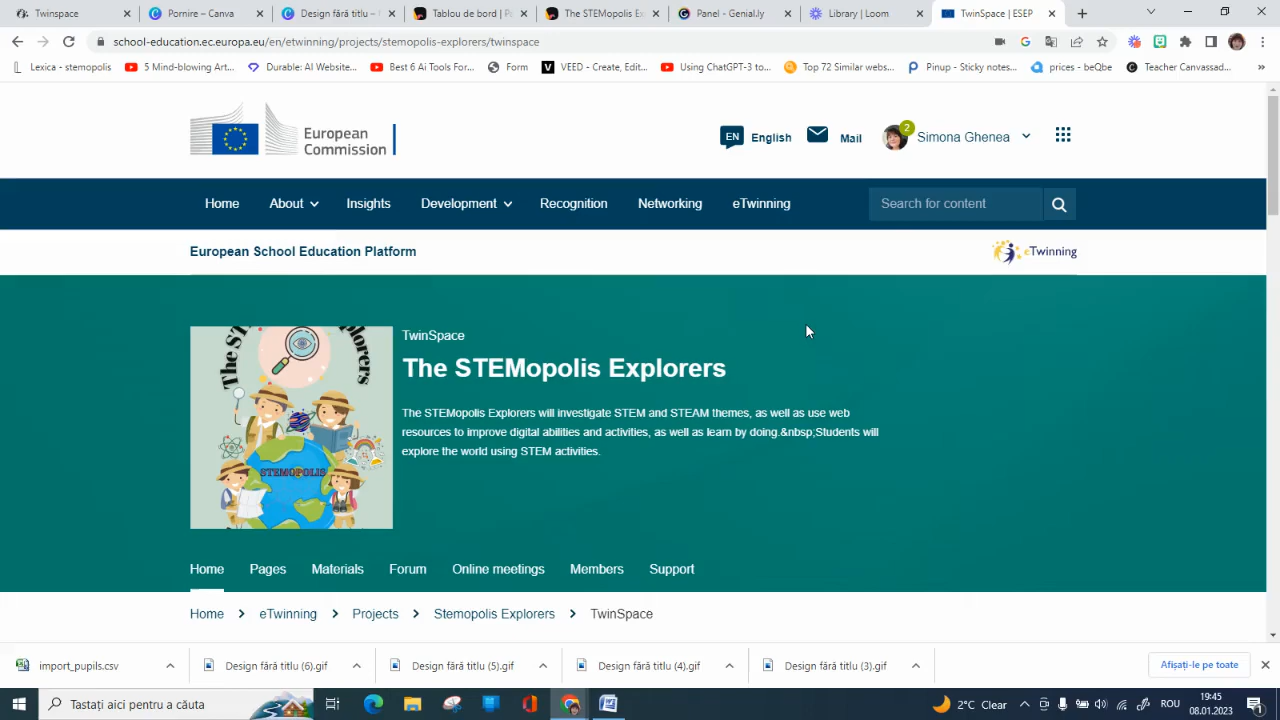 Twinspace
Pornire – Canva
Design fără titlu -
Tablou de bord | P
The STEMopolis Ex
Panel - Genial.ly
Library | Loom
TwinSpace | ESEP
school-education.ec.europa.eu/en/etwinning/projects/stemopolis-explorers/twinspace
Lexica - stemopolis
5 Mind-blowing Art...
Durable: AI Website...
Best 6 Ai Tools For...
Form
VEED - Create, Edit...
Using ChatGPT-3 to...
Top 72 Similar webs...
Pinup - Sticky notes...
prices - beQbe
Teacher Canvassad...
»
European
Commission
EN English
Mail
2
Simona Ghenea
Home
About
Insights
Development
Recognition
Networking
eTwinning
Search for content
European School Education Platform
eTwinning
The STEMopolis Explorers
STEMOPOLIS
TwinSpace
The STEMopolis Explorers
The STEMopolis Explorers will investigate STEM and STEAM themes, as well as use web
resources to improve digital abilities and activities, as well as learn by doing.&nbsp;Students will
explore the world using STEM activities.
Home
Pages
Materials
Forum
Online meetings
Members
Support
Home > eTwinning > Projects > Stemopolis Explorers > TwinSpace
import_pupils.csv
Design fără titlu (6).gif
Design fără titlu (5).gif
Design fără titlu (4).gif
Design fără titlu (3).gif
Afișați-le pe toate
Tastați aici pentru a căuta
2°C Clear
ROU
19:45
08.01.2023